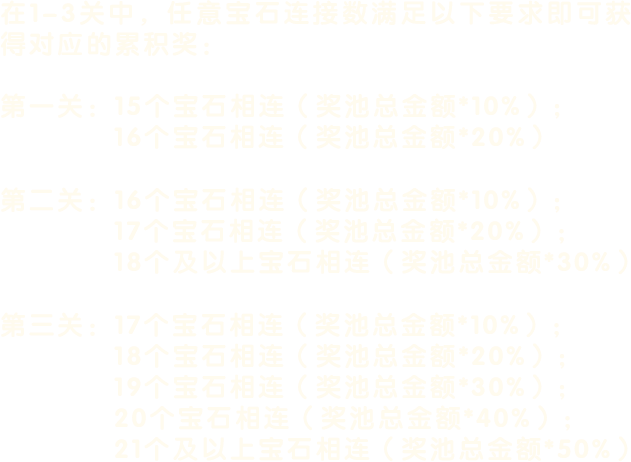 在1~3关中，任意宝石连接数满足以下要求即可获
得对应的累积奖：
第一关：15个宝石相连（奖池总金额*10%）；
16个宝石相连（奖池总金额*20%）
第二关：16个宝石相连（奖池总金额*10%）；
17个宝石相连（奖池总金额*20%）；
18个及以上宝石相连（奖池总金额*30%）
第三关：17个宝石相连（奖池总金额*10%）；
18个宝石相连（奖池总金额*20%）；
19个宝石相连（奖池总金额*30%）；
20个宝石相连（奖池总金额*40%）；
21个及以上宝石相连（奖池总金额*50%）